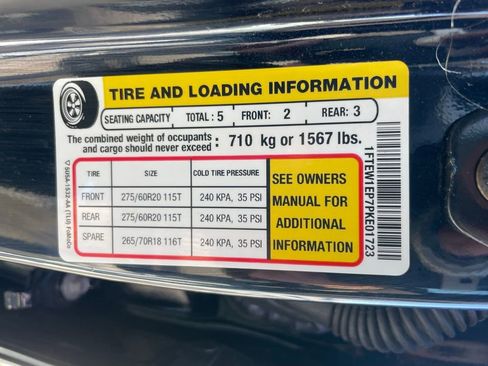 TIRE AND LOADING INFORMATION
SEATING CAPACITY TOTAL : 5 FRONT: 2 REAR: 3
The combined weight of occupants
and cargo should never exceed : 710 kg or 1567 lbs.
TIRE SIZE COLD TIRE PRESSURE
FRONT 275/60R20 115T 240 KPA, 35 PSI
REAR 275/60R20 115T 240 KPA, 35 PSI
SPARE 265/70R18 116T 240 KPA, 35 PSI
SEE OWNERS
MANUAL FOR
ADDITIONAL
INFORMATION
1FTEW1EP7PKE01723